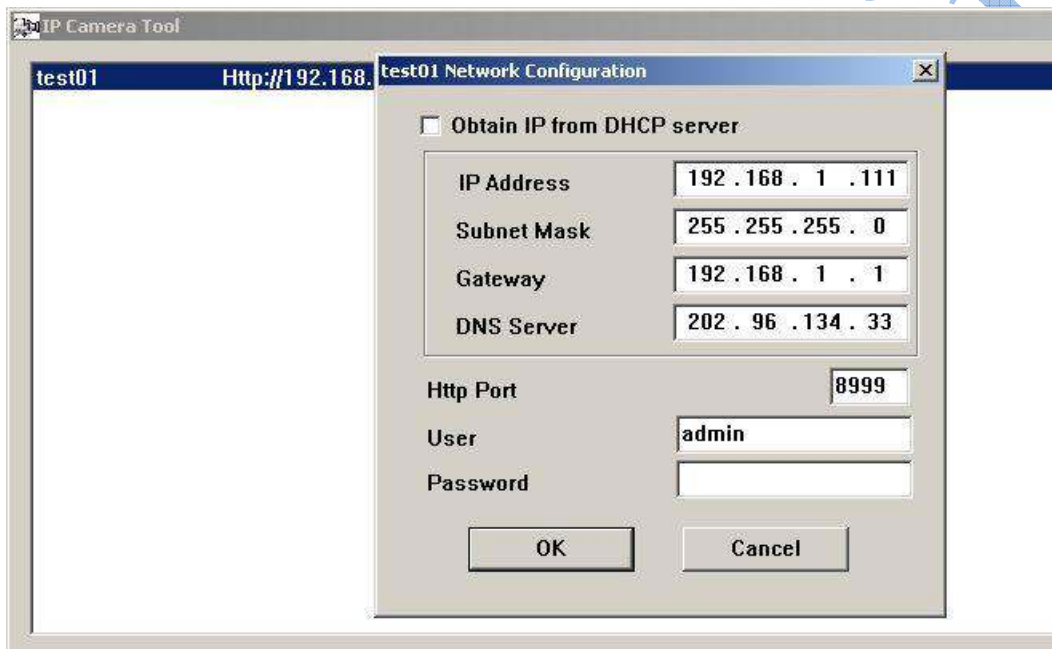 IP Camera Tool
test01 Http://192.168.
test01 Network Configuration
Obtain IP from DHCP server
IP Address 192 .168 . 1 .111
Subnet Mask 255 .255 .255 . 0
Gateway 192 .168 . 1 . 1
DNS Server 202 . 96 .134 . 33
Http Port 8999
User admin
Password
OK Cancel